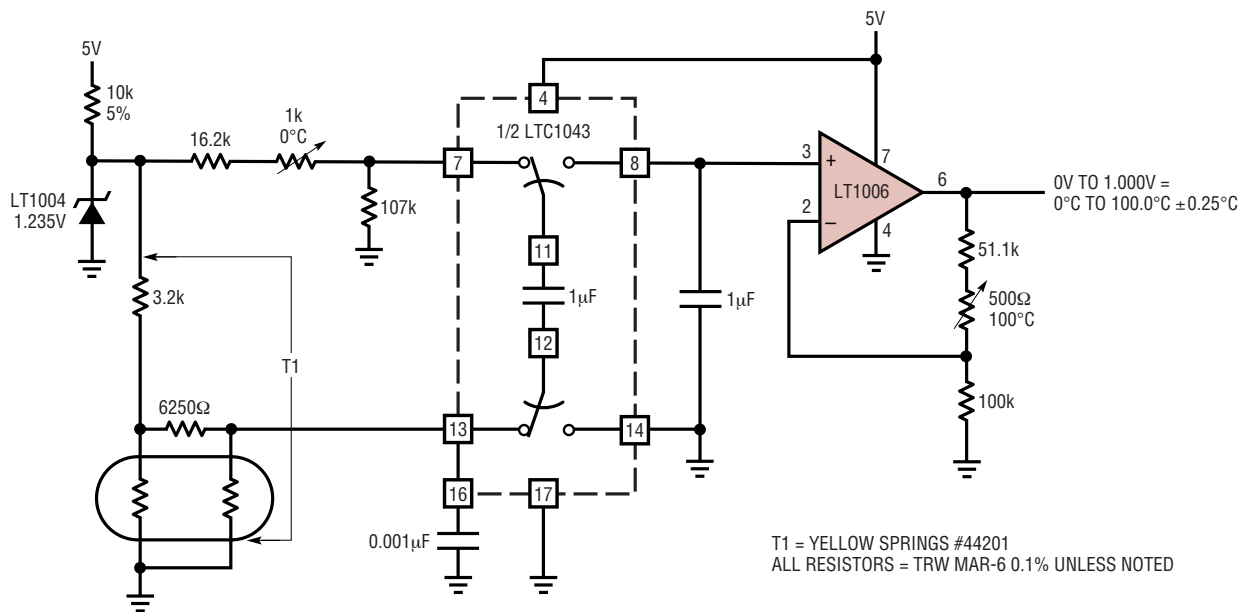 5V
10k
5%
LT1004
1.235V
16.2k
1k
0°C
107k
3.2k
T1
6250Ω
4
1/2 LTC1043
7
8
11
1µF
12
13
14
16
17
0.001µF
1µF
5V
3
+
7
LT1006
6
2
–
4
0V TO 1.000V =
0°C TO 100.0°C ±0.25°C
51.1k
500Ω
100°C
100k
T1 = YELLOW SPRINGS #44201
ALL RESISTORS = TRW MAR-6 0.1% UNLESS NOTED